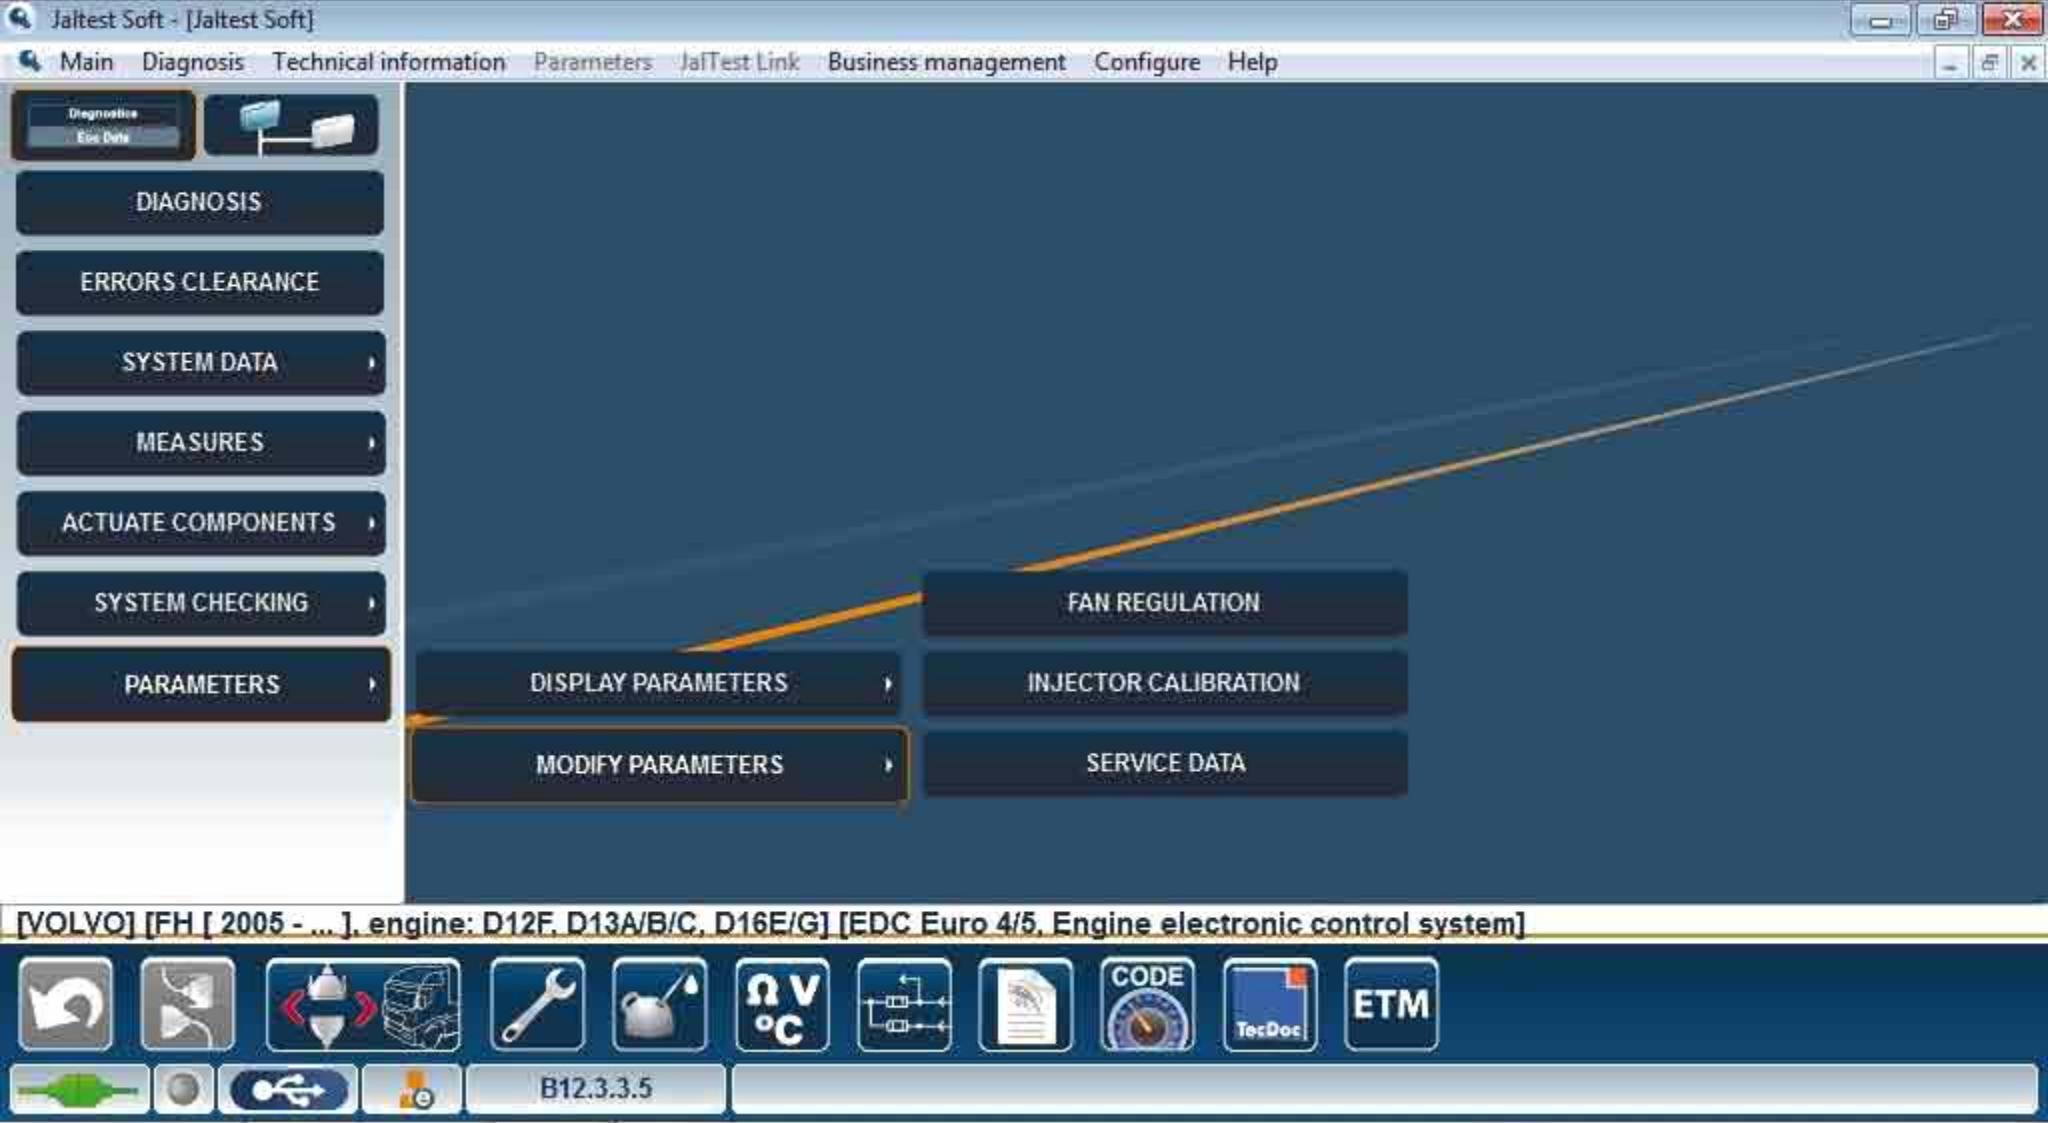 Jaltest Soft - [Jaltest Soft]
Main Diagnosis Technical information Parameters JalTest Link Business management Configure Help
Diagnostics
DIAGNOSIS
ERRORS CLEARANCE
SYSTEM DATA
MEASURES
ACTUATE COMPONENTS
SYSTEM CHECKING
FAN REGULATION
PARAMETERS
DISPLAY PARAMETERS
INJECTOR CALIBRATION
MODIFY PARAMETERS
SERVICE DATA
[VOLVO] [FH [ 2005 - ... ], engine: D12F, D13A/B/C, D16E/G] [EDC Euro 4/5, Engine electronic control system]
Ω V
°C
CODE
TecDoc
ETM
B12.3.3.5